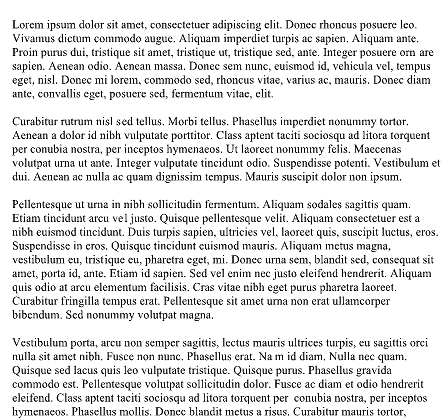 Lorem ipsum dolor sit amet, consectetuer adipiscing elit. Donec rhoncus posuere leo.
Vivamus dictum commodo augue. Aliquam imperdiet turpis ac sapien. Aliquam ante.
Proin purus dui, tristique sit amet, tristique ut, tristique sed, ante. Integer posuere orn are
sapien. Aenean odio. Aenean massa. Donec sem nunc, euismod id, vehicula vel, tempus
eget, nisl. Donec mi lorem, commodo sed, rhoncus vitae, varius ac, mauris. Donec diam
ante, convallis eget, posuere sed, fermentum vitae, elit.
Curabitur rutrum nisl sed tellus. Morbi tellus. Phasellus imperdiet nonummy tortor.
Aenean a dolor id nibh vulputate porttitor. Class aptent taciti sociosqu ad litora torquent
per conubia nostra, per inceptos hymenaeos. Ut laoreet nonummy felis. Maecenas
volutpat urna ut ante. Integer vulputate tincidunt odio. Suspendisse potenti. Vestibulum et
dui. Aenean ac nulla ac quam dignissim tempus. Mauris suscipit dolor non ipsum.
Pellentesque ut urna in nibh sollicitudin fermentum. Aliquam sodales sagittis quam.
Etiam tincidunt arcu vel justo. Quisque pellentesque velit. Aliquam consectetuer est a
nibh euismod tincidunt. Duis turpis sapien, ultricies vel, laoreet quis, suscipit luctus, eros.
Suspendisse in eros. Quisque tincidunt euismod mauris. Aliquam metus magna,
vestibulum eu, tristique eu, pharetra eget, mi. Donec urna sem, blandit sed, consequat sit
amet, porta id, ante. Etiam id sapien. Sed vel enim nec justo eleifend hendrerit. Aliquam
quis odio at arcu elementum facilisis. Cras vitae nibh eget purus pharetra laoreet.
Curabitur fringilla tempus erat. Pellentesque sit amet urna non erat ullamcorper
bibendum. Sed nonummy volutpat magna.
Vestibulum porta, arcu non semper sagittis, lectus mauris ultrices turpis, eu sagittis orci
nulla sit amet nibh. Fusce non nunc. Phasellus erat. Na m id diam. Nulla nec quam.
Quisque sed lacus quis leo vulputate tristique. Quisque purus. Phasellus gravida
commodo est. Pellentesque volutpat sollicitudin dolor. Fusce ac diam et odio hendrerit
eleifend. Class aptent taciti sociosqu ad litora torquent per conubia nostra, per inceptos
hymenaeos. Phasellus mollis. Donec blandit metus a risus. Curabitur mauris tortor,